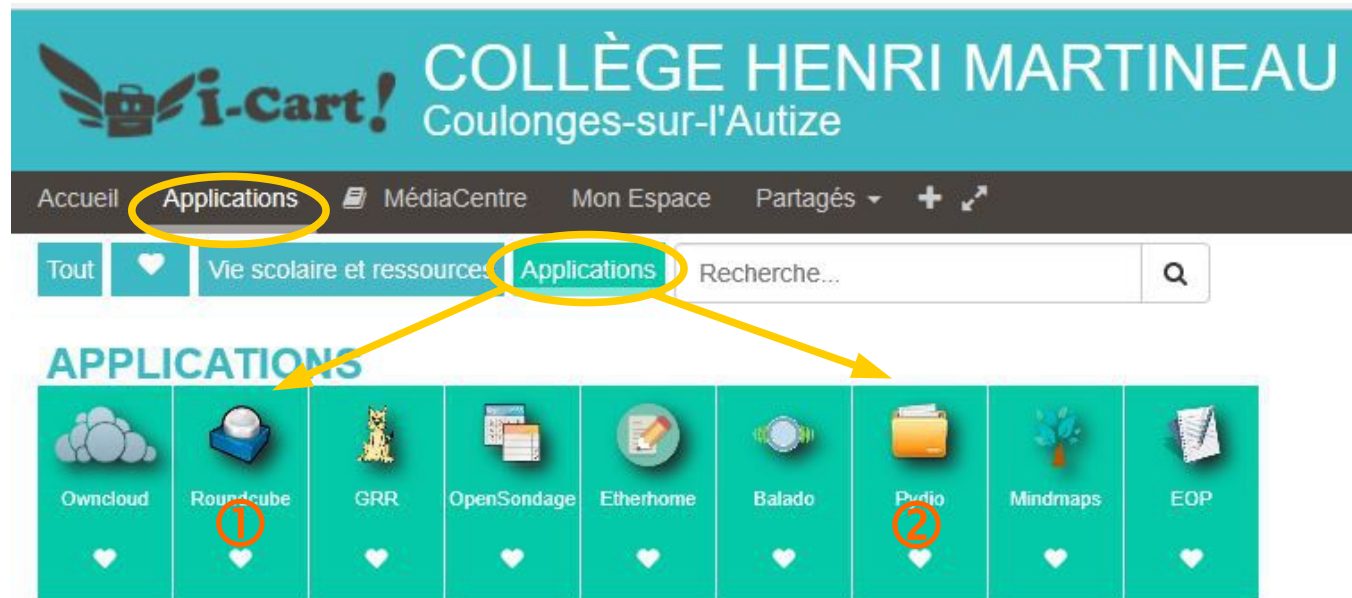 i-Cart!
COLLÈGE HENRI MARTINEAU
Coulonges-sur-l'Autize
Accueil Applications MédiaCentre Mon Espace Partagés
Tout Vie scolaire et ressources Applications Recherche...
APPLICATIONS
Owncloud Roundcube GRR OpenSondage Etherhome Balado Pydio Mindmaps EOP
① ②